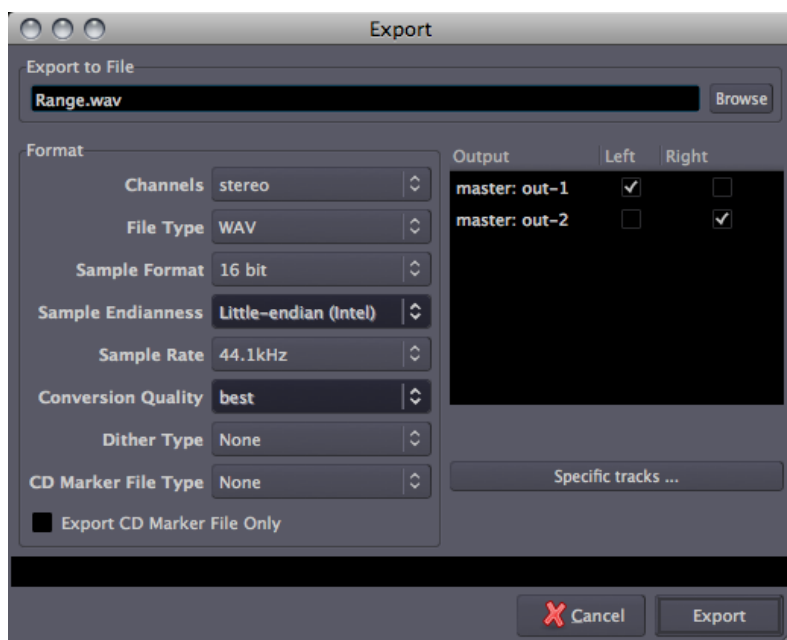 Export
Export to File
Range.wav
Browse
Format
Channels stereo
File Type WAV
Sample Format 16 bit
Sample Endianness Little-endian (Intel)
Sample Rate 44.1kHz
Conversion Quality best
Dither Type None
CD Marker File Type None
Export CD Marker File Only
Output Left Right
master: out-1
master: out-2
Specific tracks ...
Cancel
Export